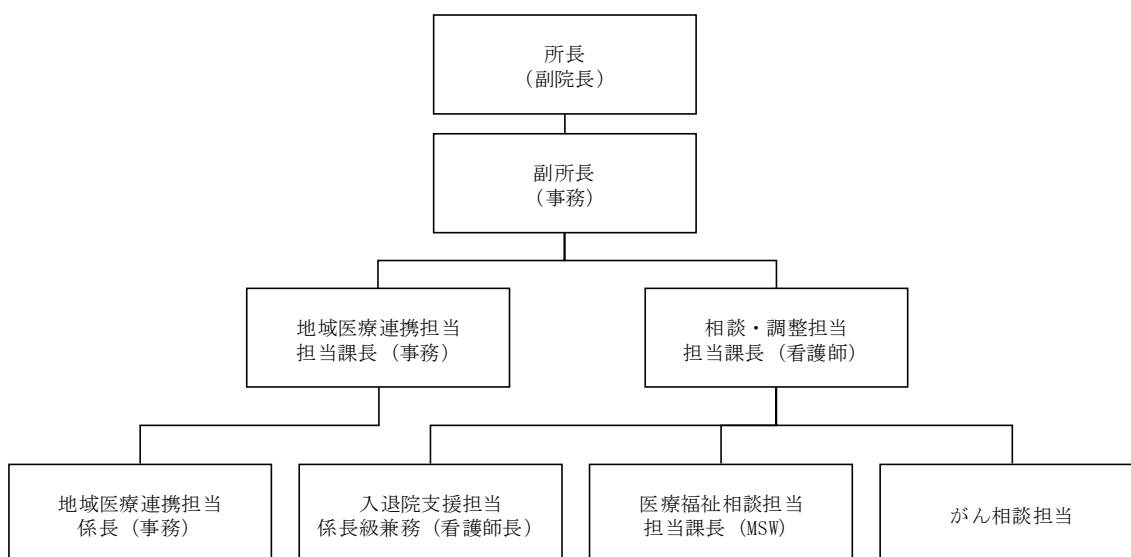 所長
（副院長）
副所長
（事務）
地域医療連携担当
担当課長（事務）
相談・調整担当
担当課長（看護師）
地域医療連携担当
係長（事務）
入退院支援担当
係長級兼務（看護師長）
医療福祉相談担当
担当課長（MSW）
がん相談担当